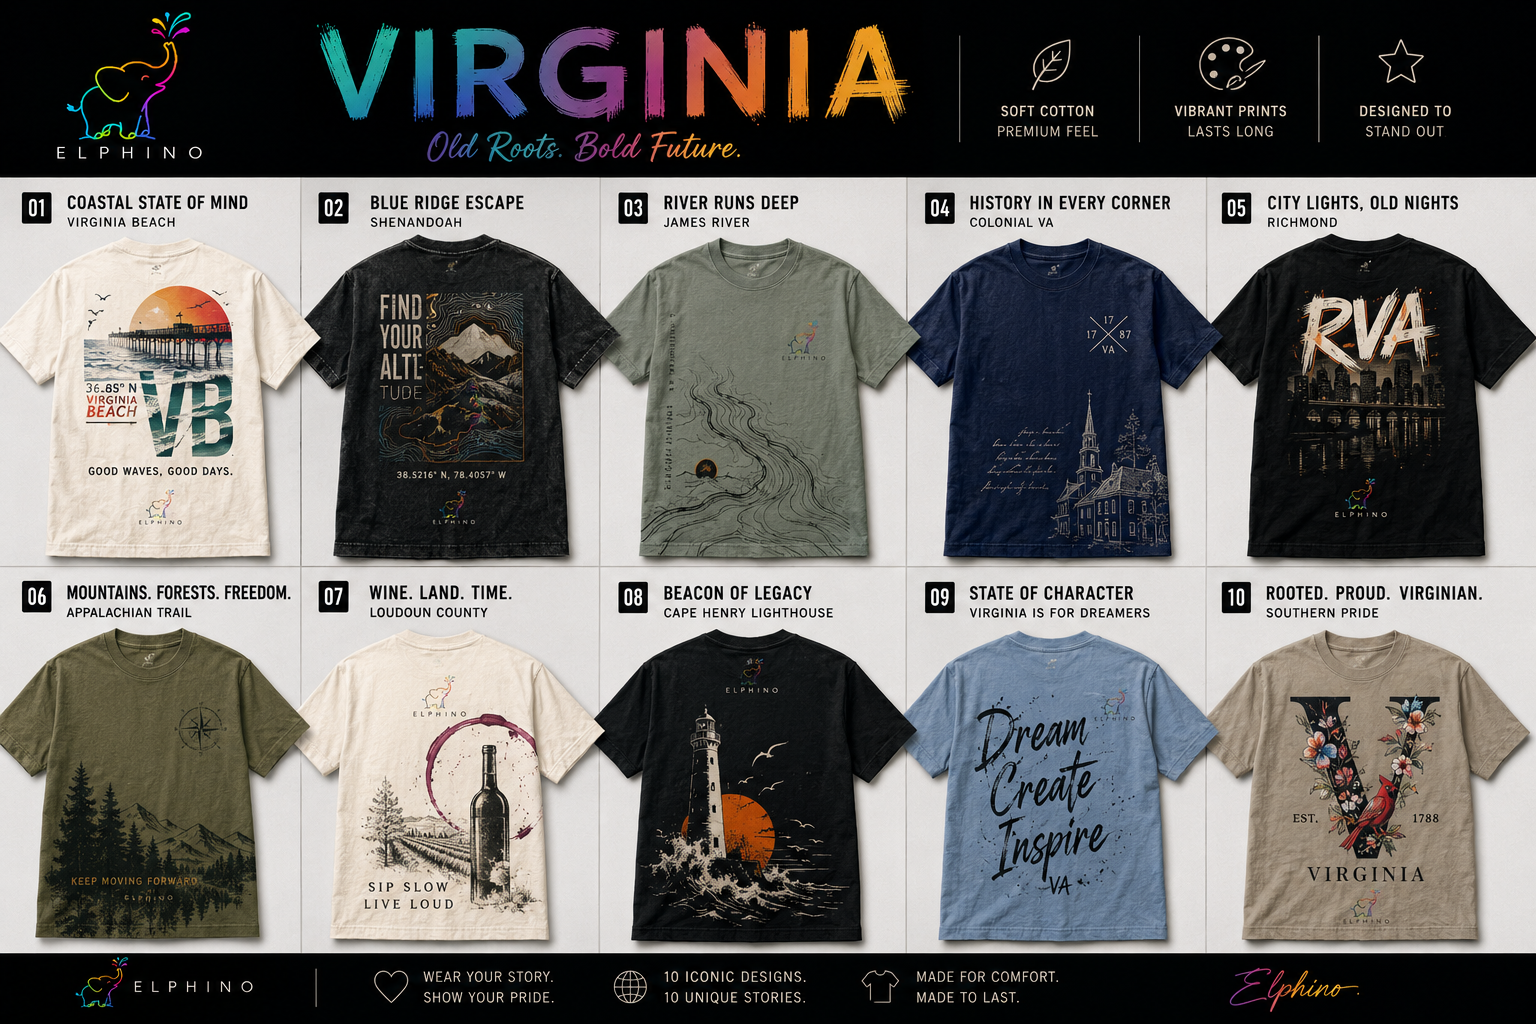 ELPHINO
VIRGINIA
Old Roots. Bold Future.
SOFT COTTON
PREMIUM FEEL
VIBRANT PRINTS
LASTS LONG
DESIGNED TO
STAND OUT
01
COASTAL STATE OF MIND
VIRGINIA BEACH
36.85° N
VIRGINIA
BEACH
VB
GOOD WAVES, GOOD DAYS.
ELPHINO
02
BLUE RIDGE ESCAPE
SHENANDOAH
FIND
YOUR
ALTI-
TUDE
38.5216° N, 78.4057° W
ELPHINO
03
RIVER RUNS DEEP
JAMES RIVER
ELPHINO
04
HISTORY IN EVERY CORNER
COLONIAL VA
17
17 87
VA
05
CITY LIGHTS, OLD NIGHTS
RICHMOND
RVA
ELPHINO
06
MOUNTAINS. FORESTS. FREEDOM.
APPALACHIAN TRAIL
KEEP MOVING FORWARD
ELPHINO
07
WINE. LAND. TIME.
LOUDOUN COUNTY
ELPHINO
SIP SLOW
LIVE LOUD
08
BEACON OF LEGACY
CAPE HENRY LIGHTHOUSE
ELPHINO
09
STATE OF CHARACTER
VIRGINIA IS FOR DREAMERS
ELPHINO
Dream
Create
Inspire
VA
10
ROOTED. PROUD. VIRGINIAN.
SOUTHERN PRIDE
V
EST. 1788
VIRGINIA
ELPHINO
ELPHINO
WEAR YOUR STORY.
SHOW YOUR PRIDE.
10 ICONIC DESIGNS.
10 UNIQUE STORIES.
MADE FOR COMFORT.
MADE TO LAST.
Elphino.